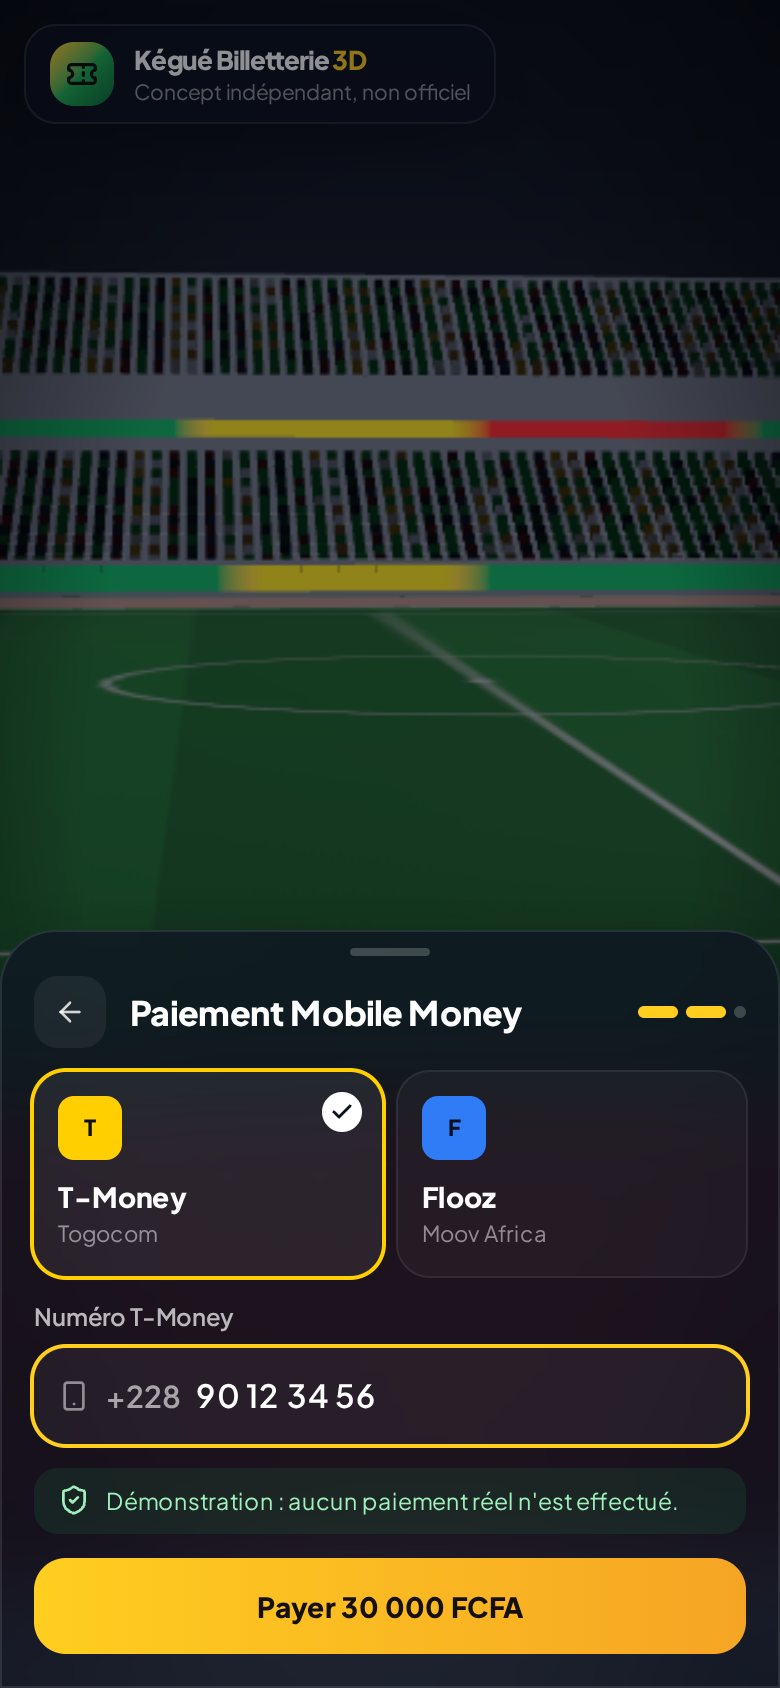 Kégué Billetterie 3D
Concept indépendant, non officiel
Paiement Mobile Money
T
T-Money
Togocom
F
Flooz
Moov Africa
Numéro T-Money
+228 90 12 34 56
Démonstration : aucun paiement réel n'est effectué.
Payer 30 000 FCFA